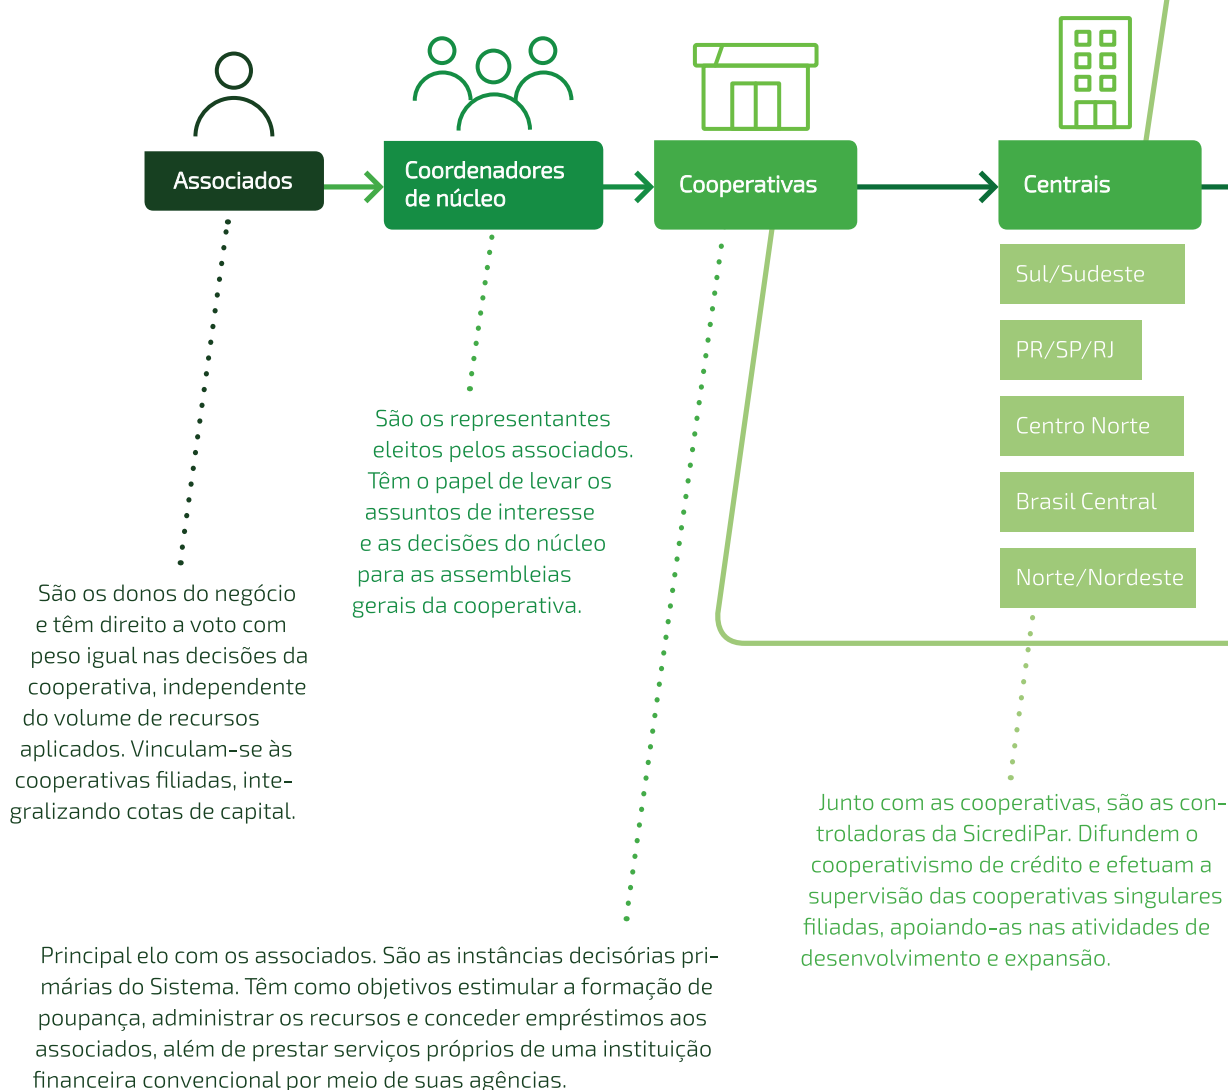 Associados
Coordenadores
de núcleo
Cooperativas
Centrais
Sul/Sudeste
PR/SP/RJ
Centro Norte
Brasil Central
Norte/Nordeste
São os donos do negócio
e têm direito a voto com
peso igual nas decisões da
cooperativa, independente
do volume de recursos
aplicados. Vinculam-se às
cooperativas filiadas, inte-
gralizando cotas de capital.
São os representantes
eleitos pelos associados.
Têm o papel de levar os
assuntos de interesse
e as decisões do núcleo
para as assembleias
gerais da cooperativa.
Principal elo com os associados. São as instâncias decisórias pri-
márias do Sistema. Têm como objetivos estimular a formação de
poupança, administrar os recursos e conceder empréstimos aos
associados, além de prestar serviços próprios de uma instituição
financeira convencional por meio de suas agências.
Junto com as cooperativas, são as con-
troladoras da SicrediPar. Difundem o
cooperativismo de crédito e efetuam a
supervisão das cooperativas singulares
filiadas, apoiando-as nas atividades de
desenvolvimento e expansão.